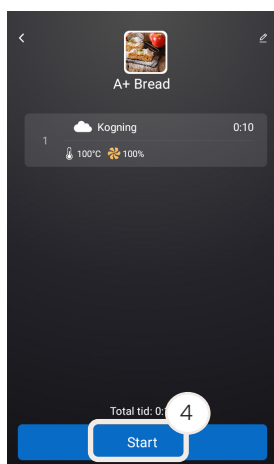 A+ Bread
Kogning 0:10
1
100°C 100%
Total tid: 0:
4
Start